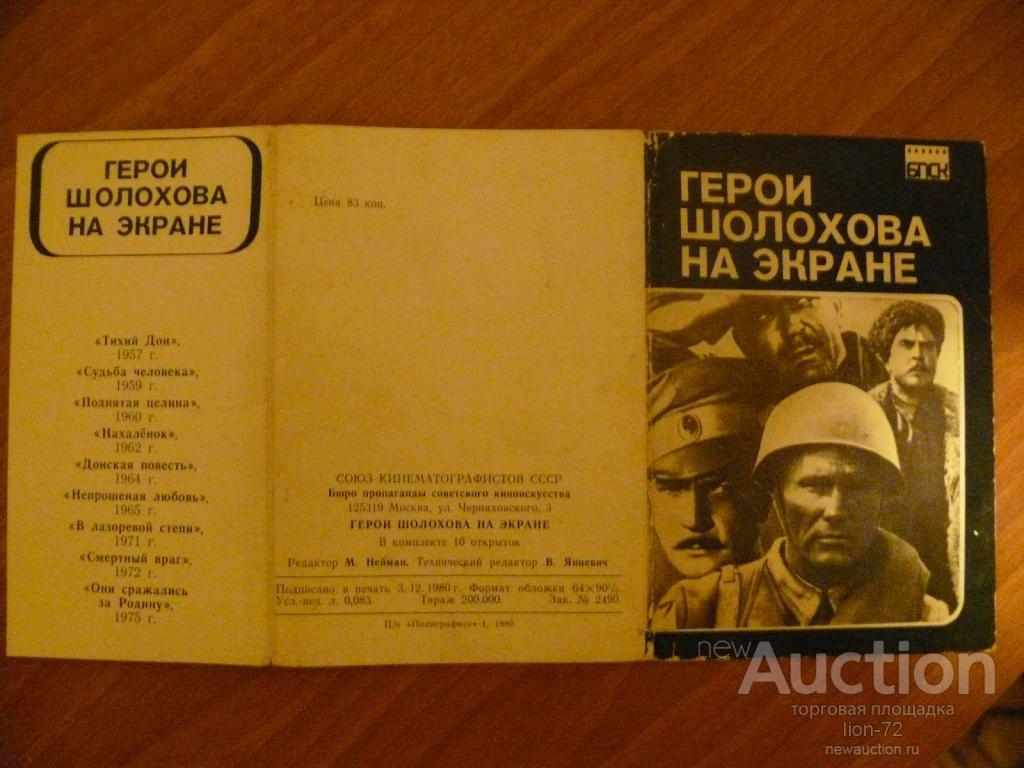 ГЕРОИ
ШОЛОХОВА
НА ЭКРАНЕ
«Тихий Дон»,
1957 г.
«Судьба человека»,
1959 г.
«Поднятая целина»,
1960 г.
«Нахалёнок»,
1962 г.
«Донская повесть»,
1964 г.
«Непрошеная любовь»,
1965 г.
«В лазоревой степи»,
1971 г.
«Смертный враг»,
1972 г.
«Они сражались
за Родину»,
1975 г.
Цена 83 коп.
СОЮЗ КИНЕМАТОГРАФИСТОВ СССР
Бюро пропаганды советского киноискусства
125319 Москва, ул. Черняховского, 3
ГЕРОИ ШОЛОХОВА НА ЭКРАНЕ
В комплекте 10 открыток
Редактор М. Нейман. Технический редактор В. Янцевич
Подписано в печать 3.12.1980 г. Формат обложки
Усл.-печ. л. 0,083. Тираж 200.000. Зак. № 2490.
П/о «Полиграфист»-1, 1980.
БПСК
ГЕРОИ
ШОЛОХОВА
НА ЭКРАНЕ
newAuction
торговая площадка
lion-72
newauction.ru